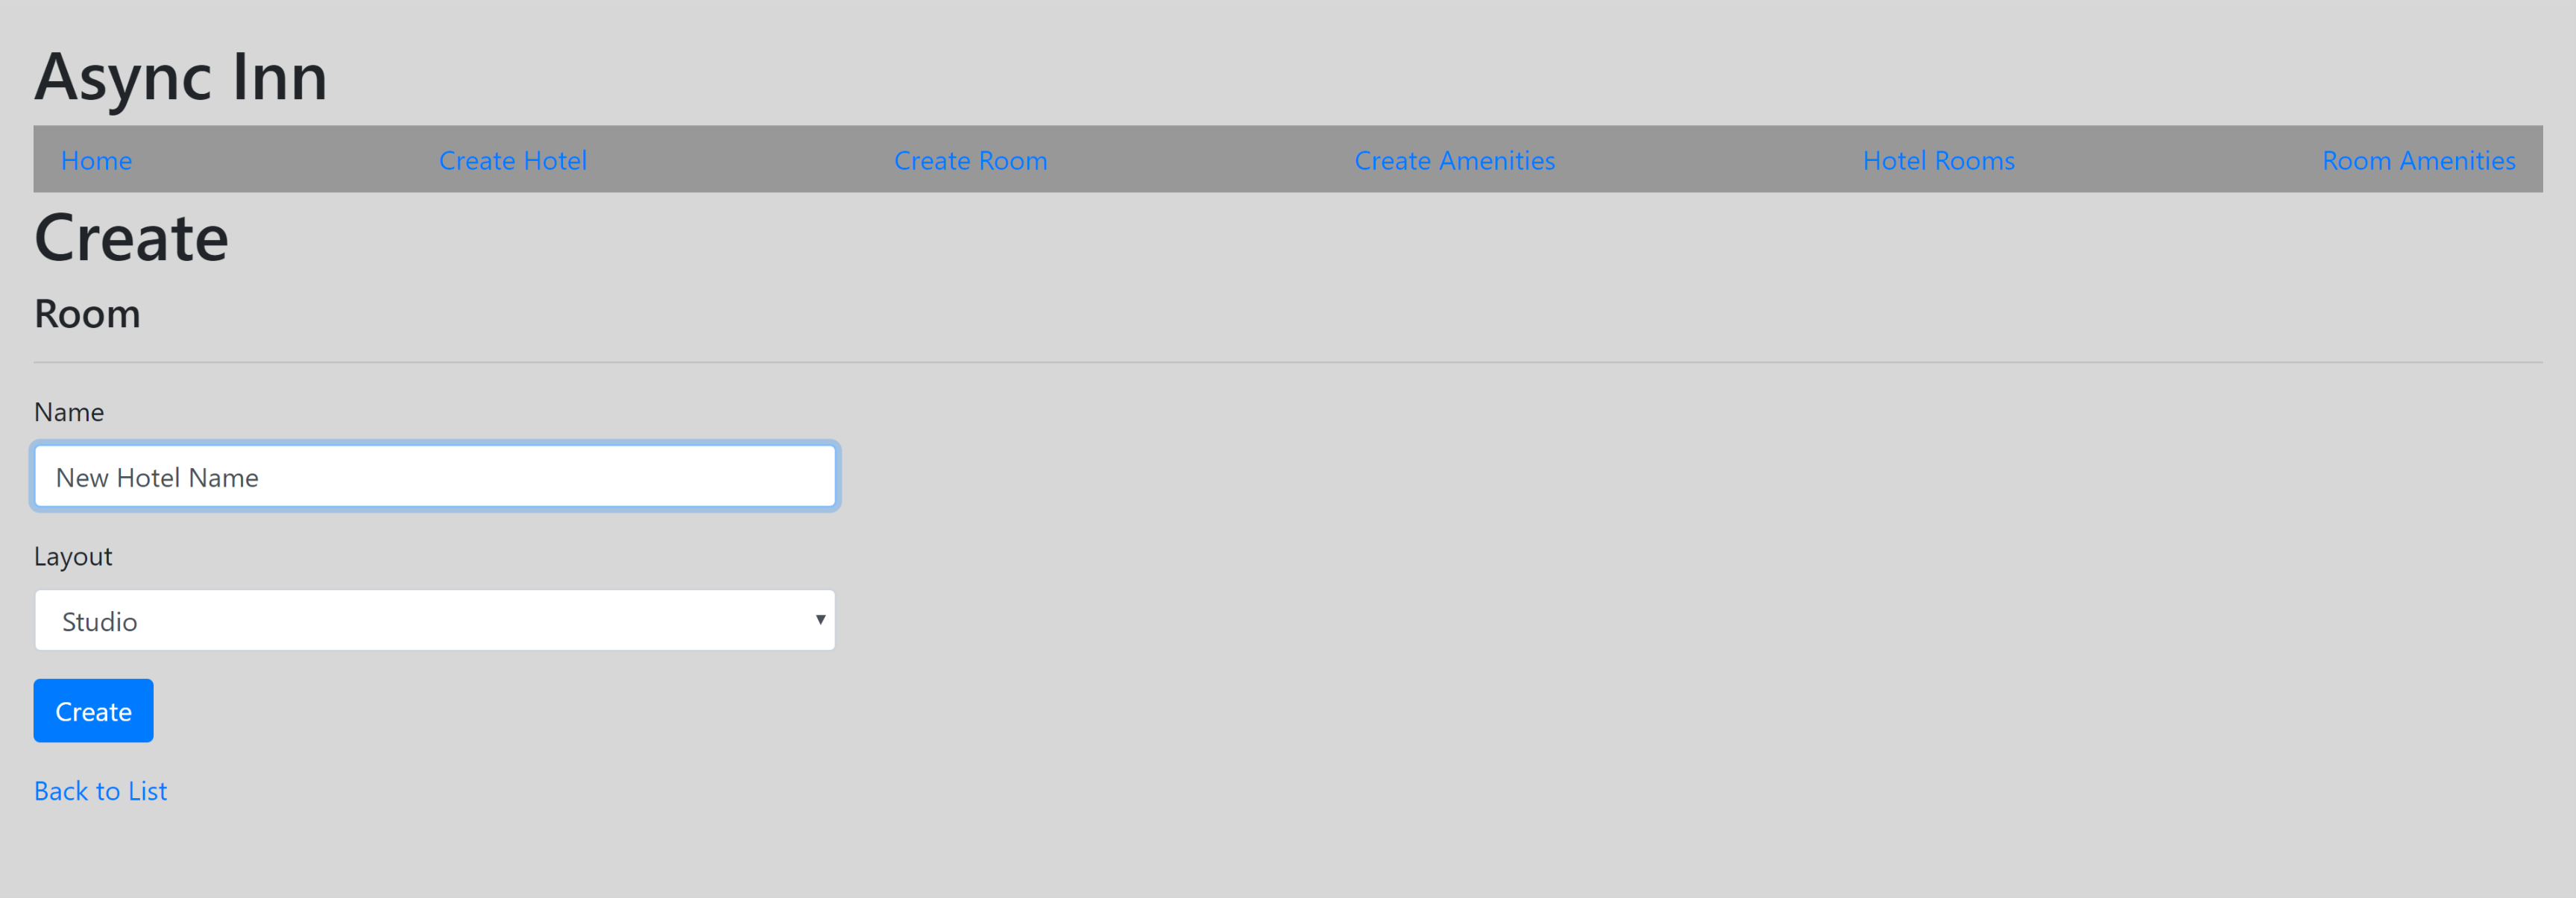 Async Inn
Home Create Hotel Create Room Create Amenities Hotel Rooms Room Amenities
Create
Room
Name
New Hotel Name
Layout
Studio
Create
Back to List